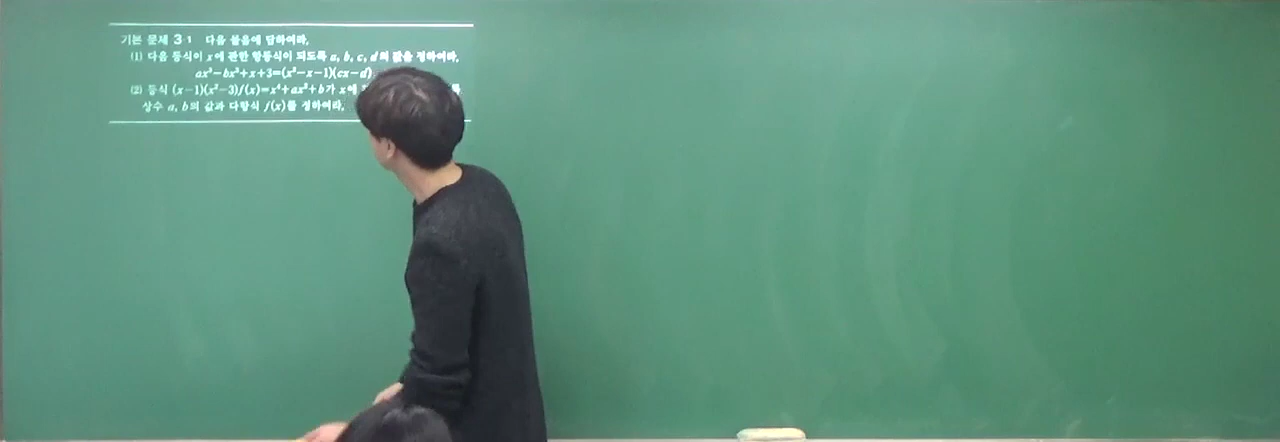 기본 문제 3·1 다음 물음에 답하여라.
(1) 다음 등식이 x에 관한 항등식이 되도록 a, b, c, d의 값을 정하여라.
ax³-bx²+x+3=(x²-x-1)(cx-d)
(2) 등식 (x-1)(x²-3)f(x)=x⁴+ax²+b가 x에
상수 a, b의 값과 다항식 f(x)를 정하여라.